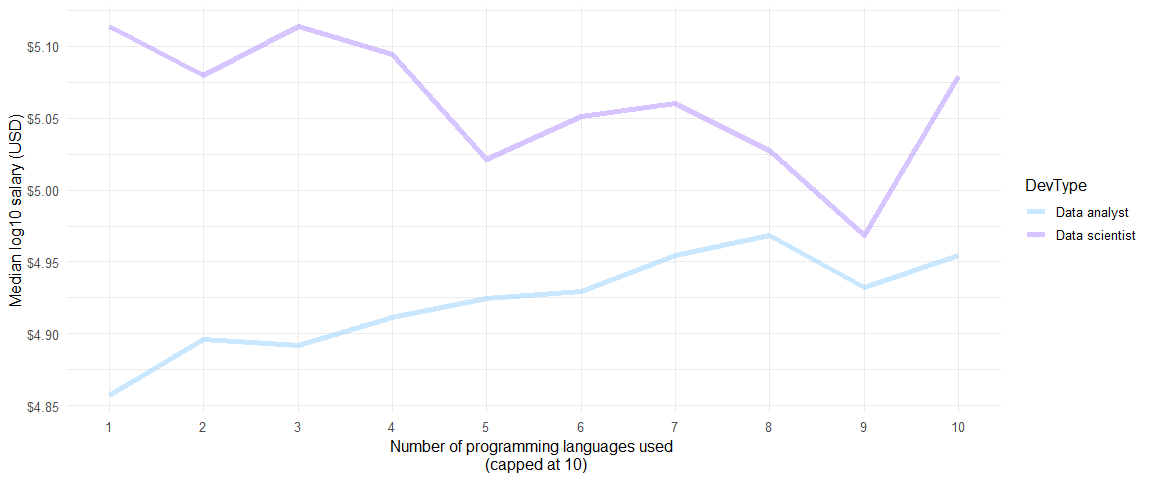 Median log10 salary (USD)
$5.10
$5.05
$5.00
$4.95
$4.90
$4.85
1 2 3 4 5 6 7 8 9 10
Number of programming languages used
(capped at 10)
DevType
Data analyst
Data scientist